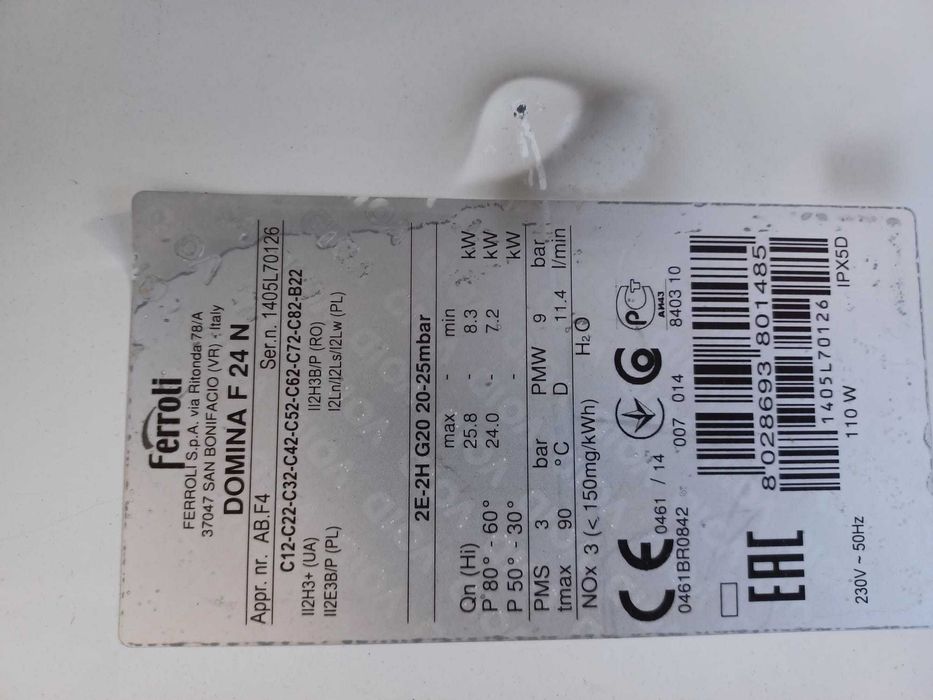 Ferroli
FERROLI S.p.A. via Ritonda 78/A
37047 SAN BONIFACIO (VR) - Italy
DOMINA F 24 N
Appr. nr. AB.F4 Ser.n. 1405L70126
C12-C22-C32-C42-C52-C62-C72-C82-B22
II2H3+ (UA) II2H3B/P (RO)
II2E3B/P (PL) I2Ln/I2Ls/I2Lw (PL)
2E-2H G20 20-25mbar
max - min
Qn (Hi) 25.8 - 8.3 kW
P 80° - 60° 24.0 - 7.2 kW
P 50° - 30° - kW
PMS 3 bar PMW 9 bar
tmax 90 °C D 11.4 l/min
NOx 3 (< 150mg/kWh) H₂O
CE 0461 / 14 007 014 PCT АИ43 8403 10
0461BR0842
8 028693 801485
EAC
1405L70126
230V ~ 50Hz 110 W IPX5D